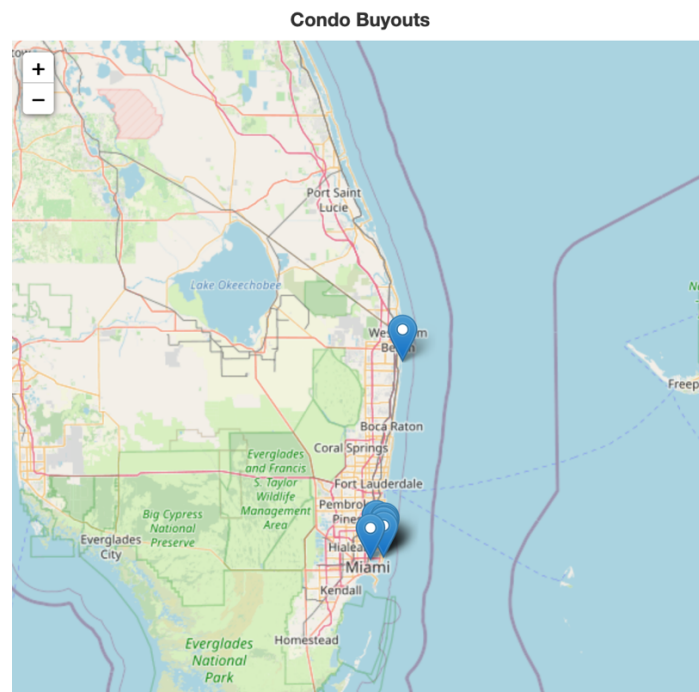 Condo Buyouts
+
−
Port Saint
Lucie
Lake Okeechobee
Boca Raton
Coral Springs
Everglades
and Francis
S. Taylor
Wildlife
Management
Area
Fort Lauderdale
Big Cypress
National
Preserve
Everglades
City
Miami
Kendall
Homestead
Everglades
National
Park